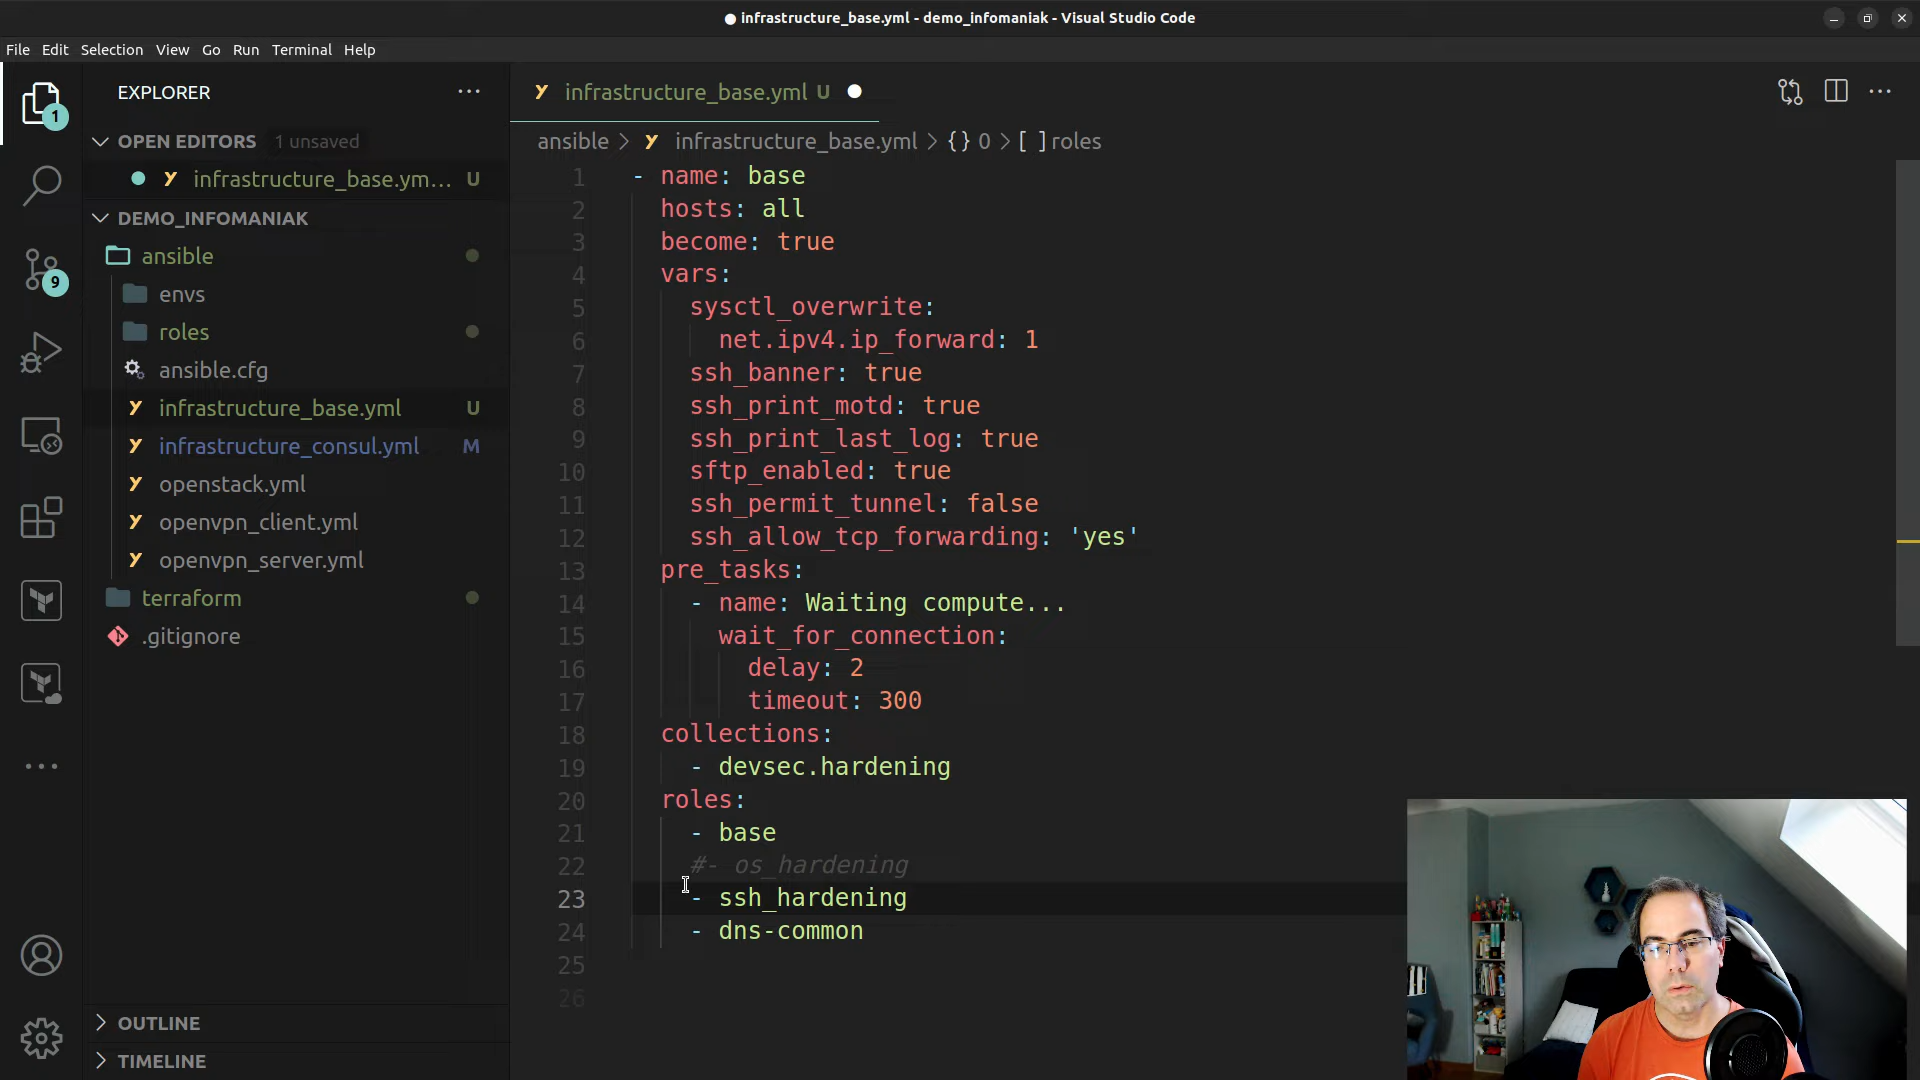 infrastructure_base.yml - demo_infomaniak - Visual Studio Code
File Edit Selection View Go Run Terminal Help
EXPLORER
OPEN EDITORS 1 unsaved
infrastructure_base.ym... U
DEMO_INFOMANIAK
ansible
envs
roles
ansible.cfg
infrastructure_base.yml U
infrastructure_consul.yml M
openstack.yml
openvpn_client.yml
openvpn_server.yml
terraform
.gitignore
OUTLINE
TIMELINE
1
9
infrastructure_base.yml U
ansible > infrastructure_base.yml > {} 0 > [ ] roles
1 - name: base
2 hosts: all
3 become: true
4 vars:
5 sysctl_overwrite:
6 net.ipv4.ip_forward: 1
7 ssh_banner: true
8 ssh_print_motd: true
9 ssh_print_last_log: true
10 sftp_enabled: true
11 ssh_permit_tunnel: false
12 ssh_allow_tcp_forwarding: 'yes'
13 pre_tasks:
14 - name: Waiting compute...
15 wait_for_connection:
16 delay: 2
17 timeout: 300
18 collections:
19 - devsec.hardening
20 roles:
21 - base
22 #- os_hardening
23 - ssh_hardening
24 - dns-common
25
26